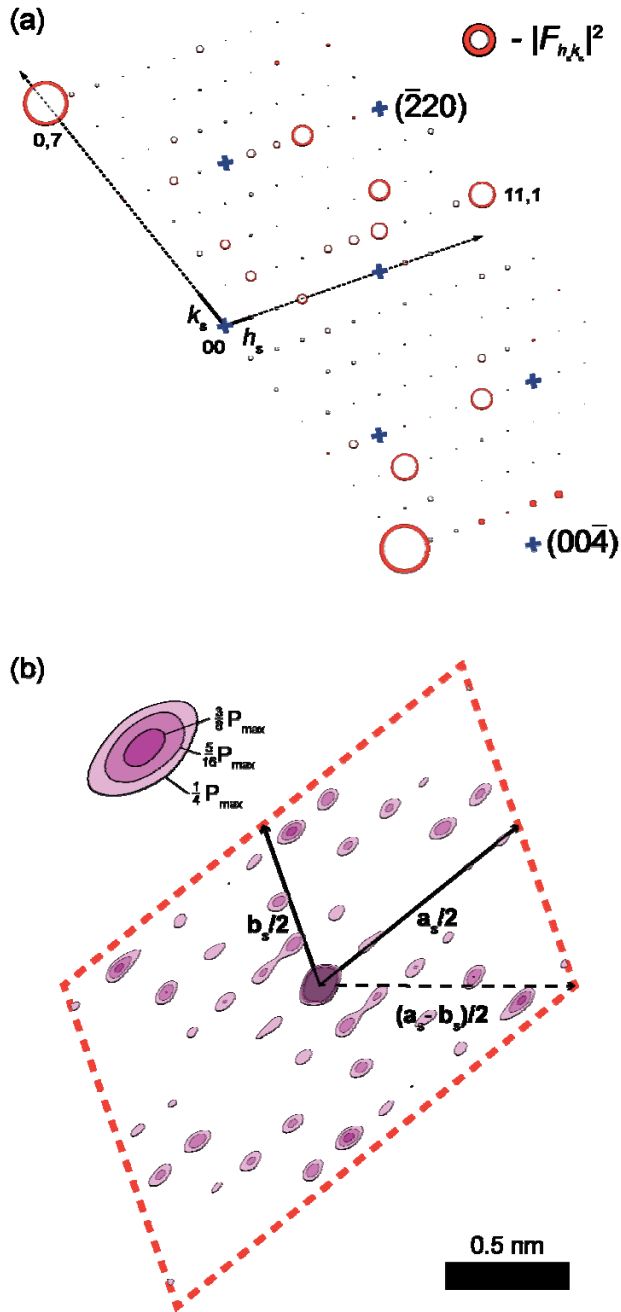 (a)
- |F_{h_s k_s}|²
(2̄20)
0,7
11,1
k_s
h_s
00
(004̄)
(b)
3/8 P_max
5/16 P_max
1/4 P_max
b_s/2
a_s/2
(a_s- b_s)/2
0.5 nm